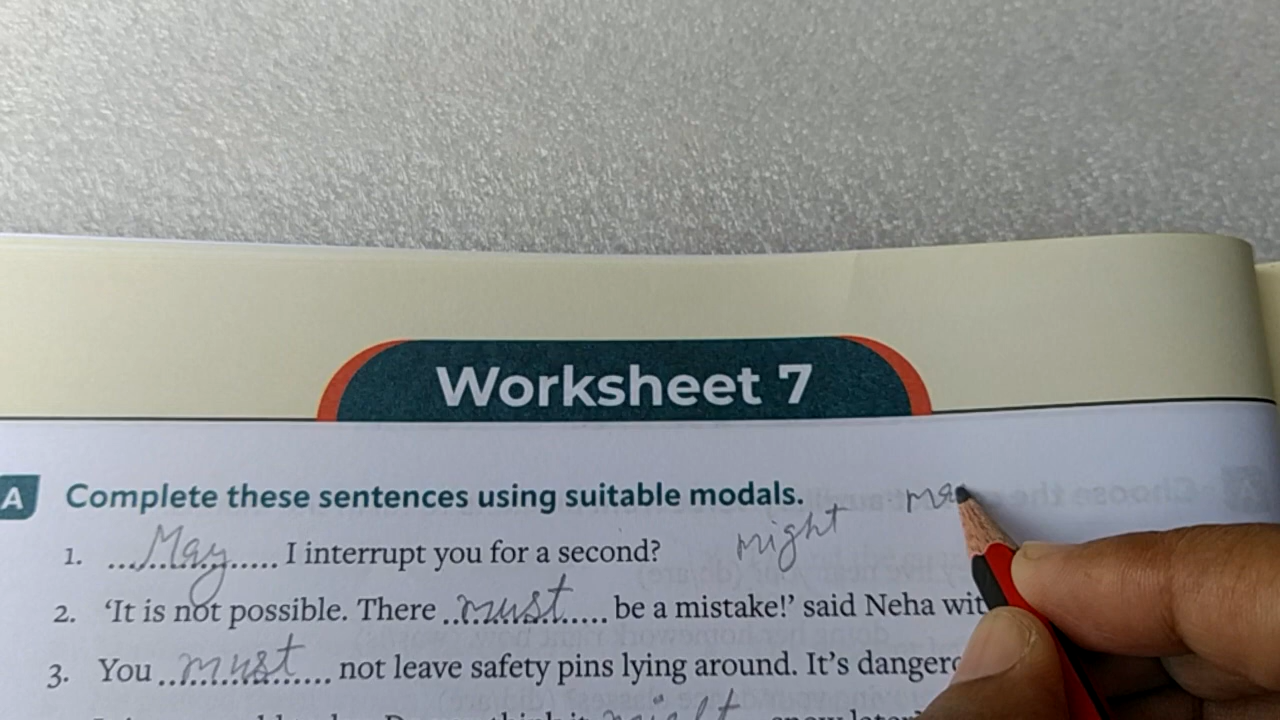 Worksheet 7
A Complete these sentences using suitable modals. ma
might
1. ...May...... I interrupt you for a second?
2. ‘It is not possible. There ..must..... be a mistake!’ said Neha wit
3. You ..must..... not leave safety pins lying around. It’s danger
might